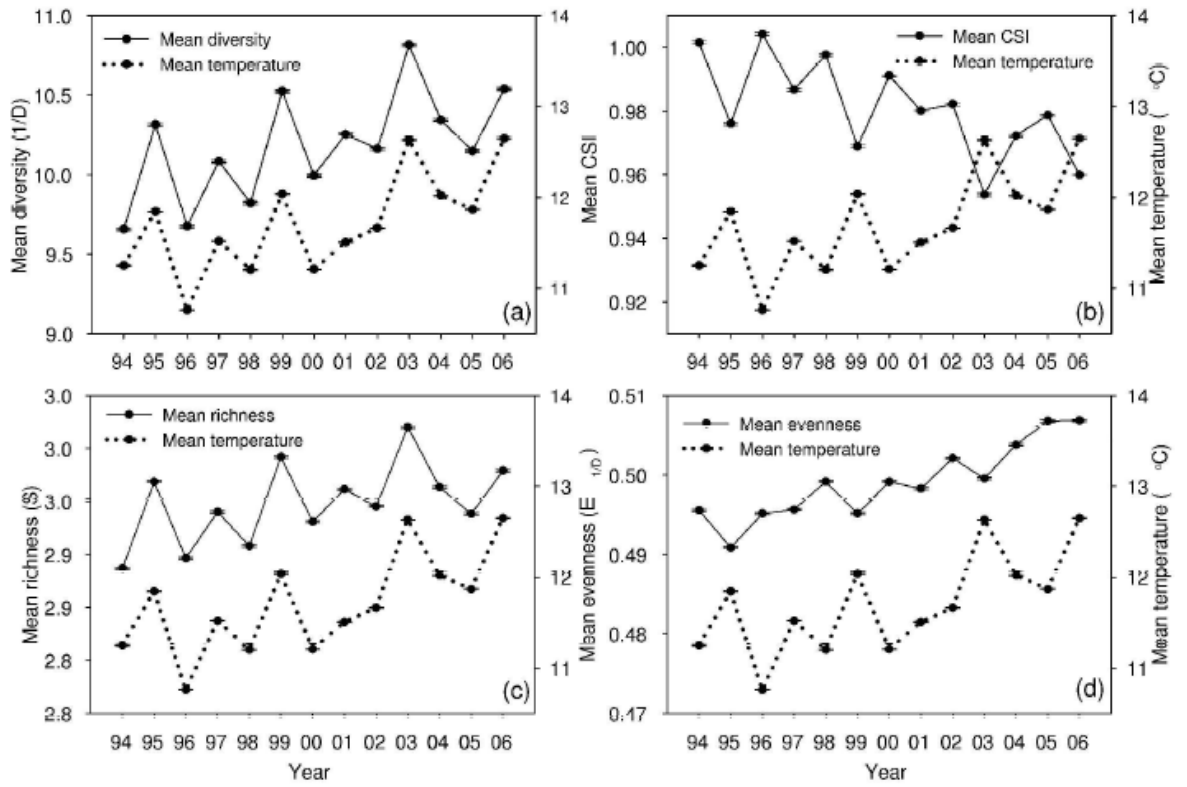 11.0
10.5
10.0
9.5
9.0
Mean diversity (1/D)
Mean diversity
Mean temperature
14
13
12
11
(a)
94 95 96 97 98 99 00 01 02 03 04 05 06
1.00
0.98
0.96
0.94
0.92
Mean CSI
Mean CSI
Mean temperature
14
13
12
11
Mean temperature (°C)
(b)
94 95 96 97 98 99 00 01 02 03 04 05 06
3.0
3.0
3.0
2.9
2.9
2.8
2.8
Mean richness (S)
Mean richness
Mean temperature
14
13
12
11
(c)
94 95 96 97 98 99 00 01 02 03 04 05 06
Year
0.51
0.50
0.49
0.48
0.47
Mean evenness (E 1/D)
Mean evenness
Mean temperature
14
13
12
11
Mean temperature (°C)
(d)
94 95 96 97 98 99 00 01 02 03 04 05 06
Year